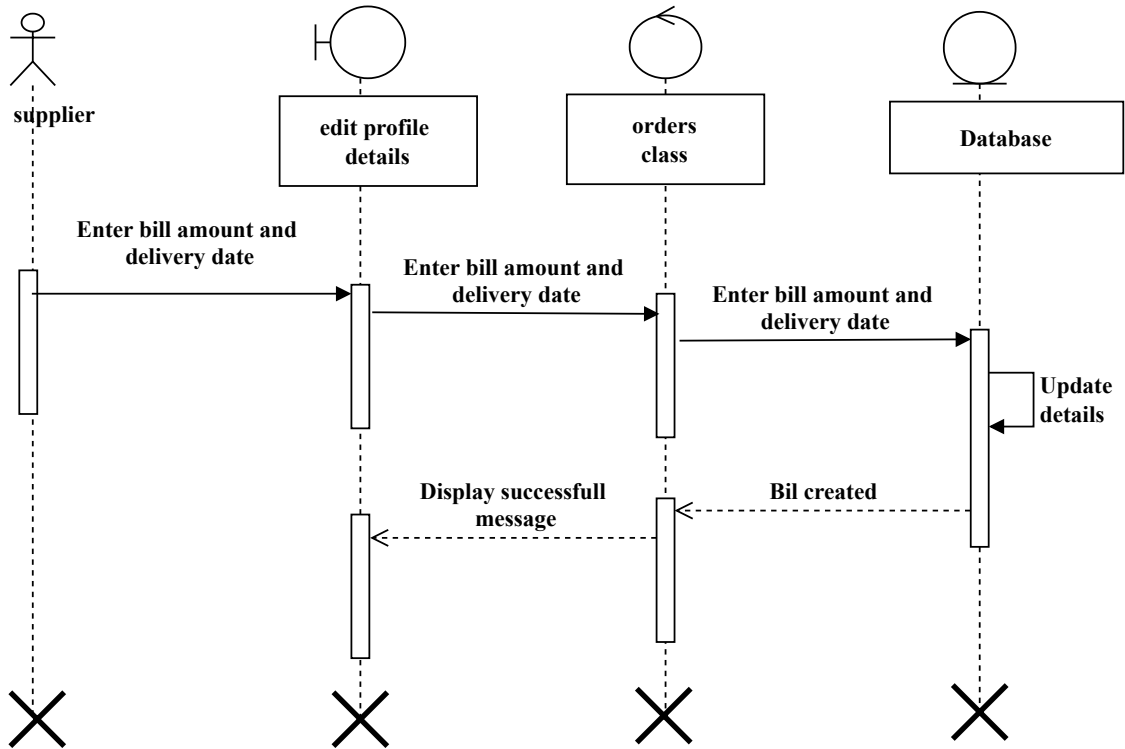 supplier
edit profile
details
orders
class
Database
Enter bill amount and
delivery date
Enter bill amount and
delivery date
Enter bill amount and
delivery date
Update
details
Bil created
Display successfull
message